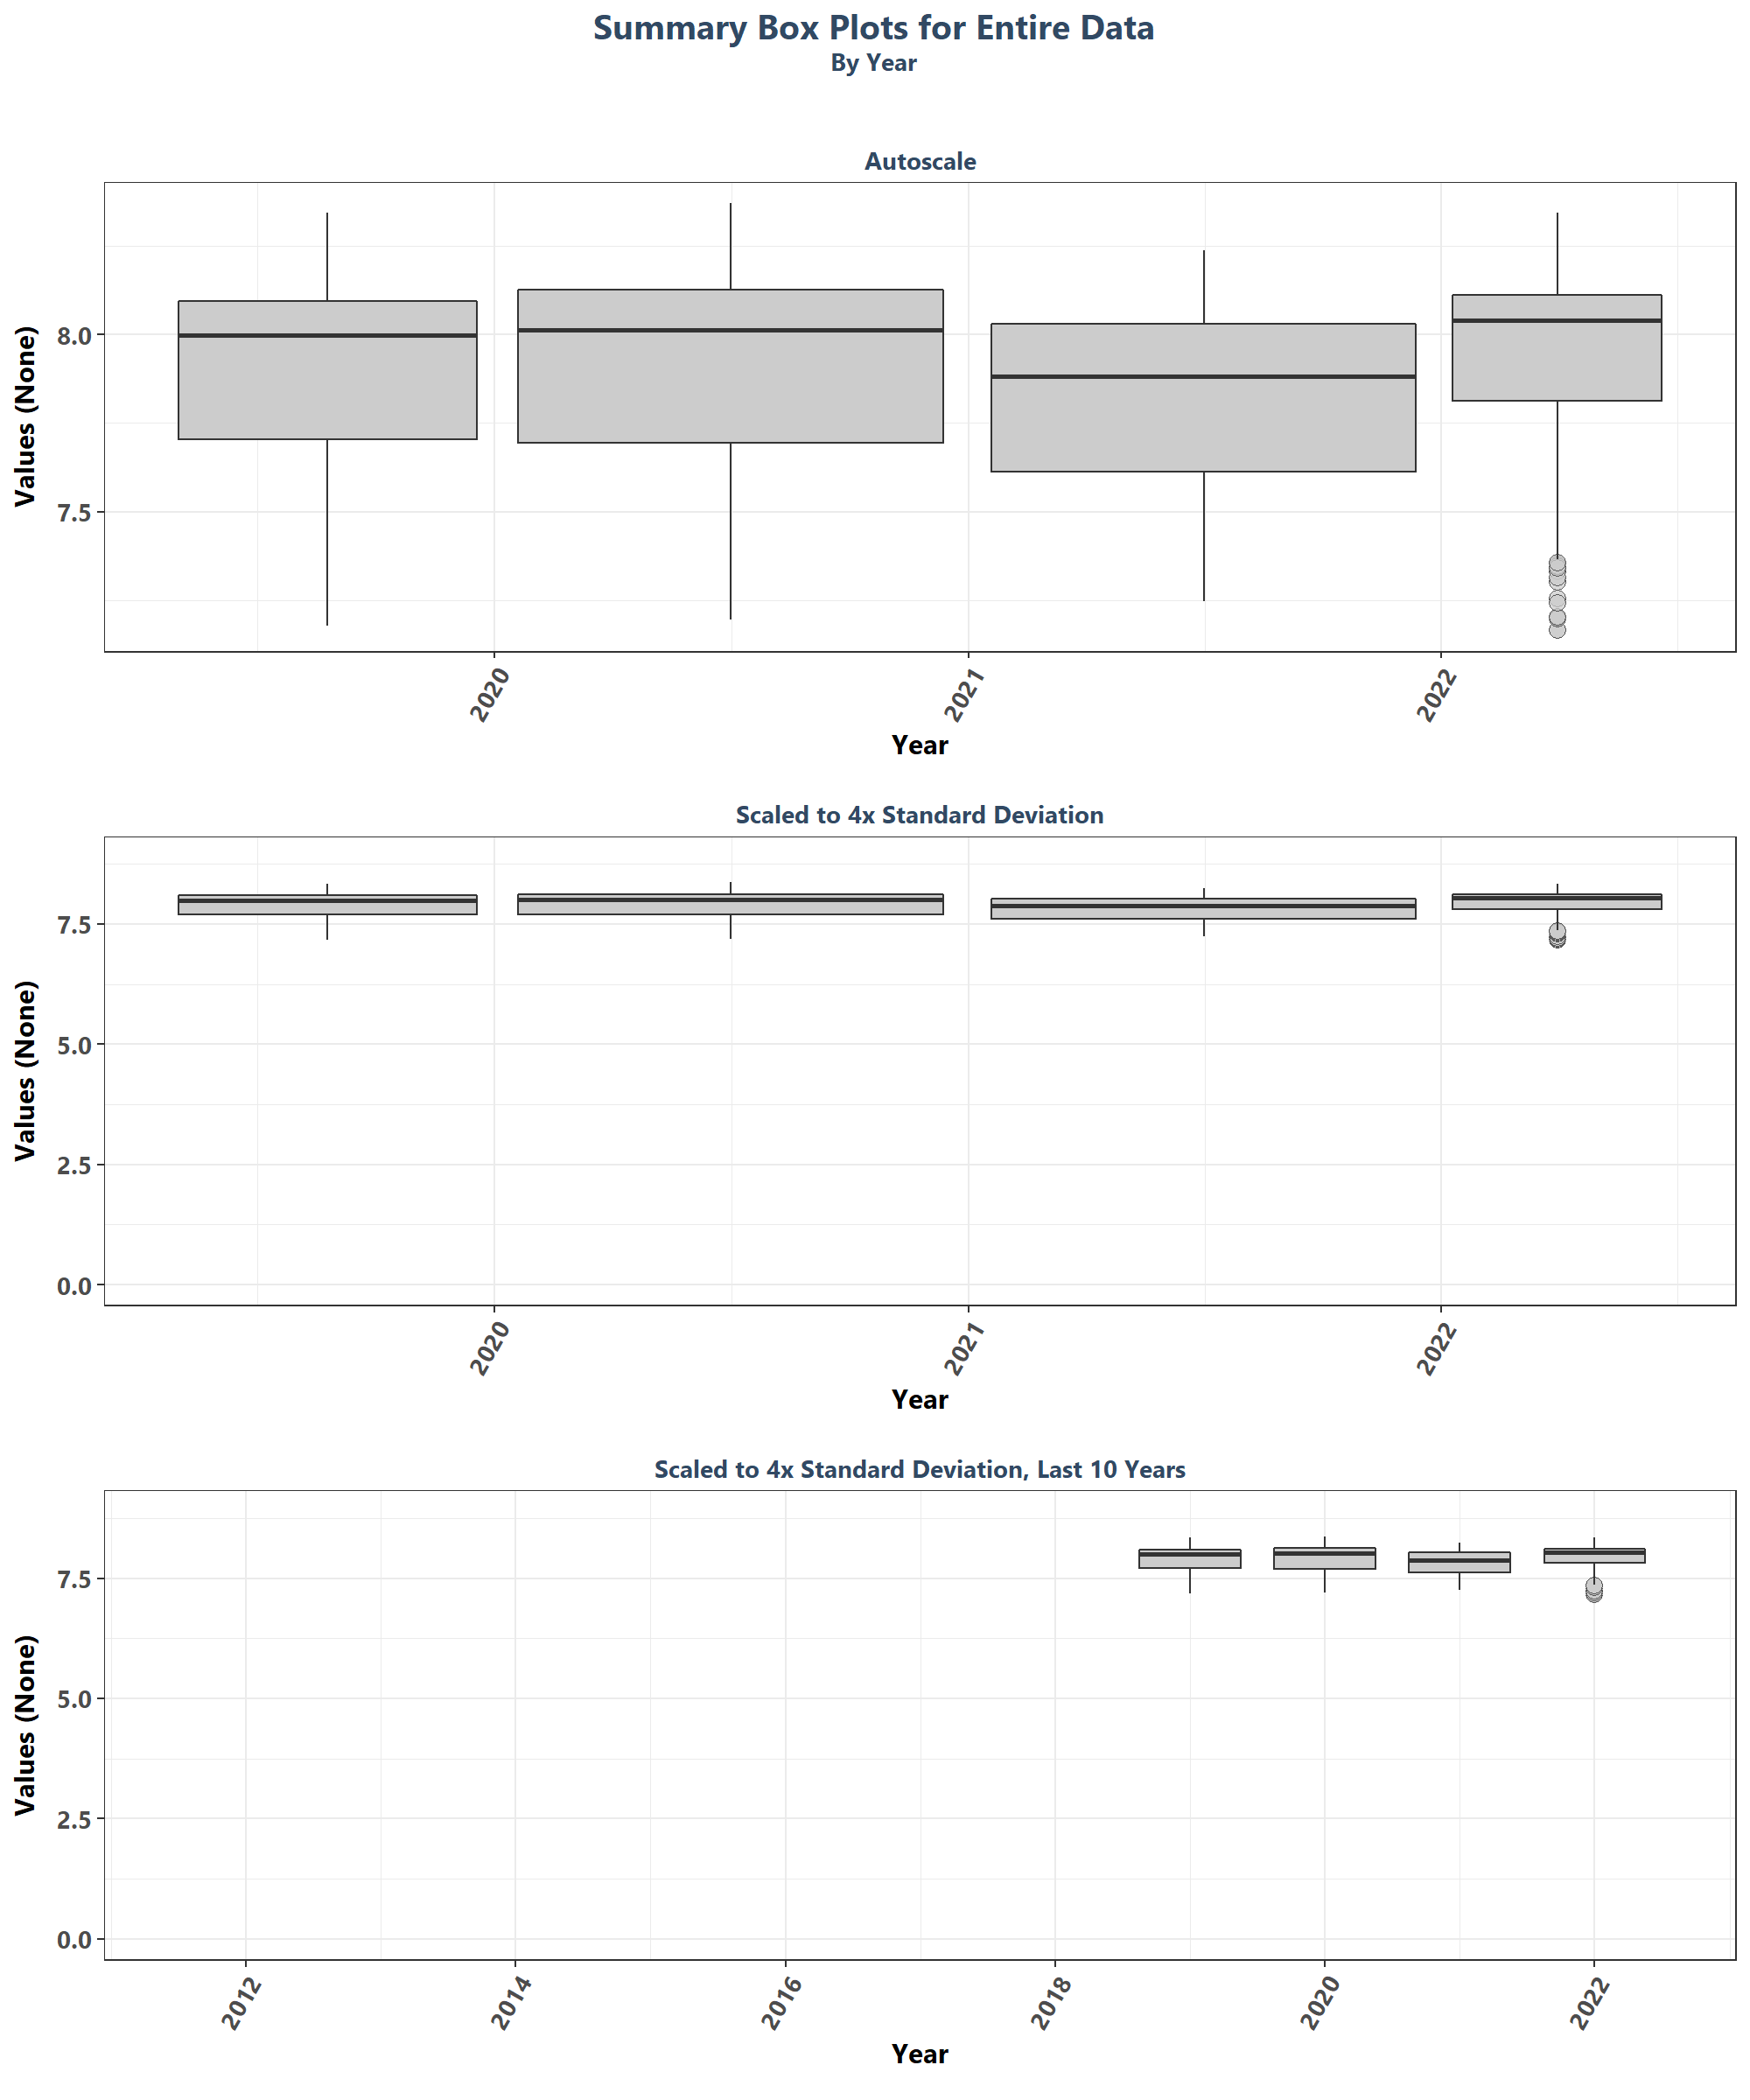 Summary Box Plots for Entire Data
By Year
Autoscale
Values (None)
8.0
7.5
2020
2021
2022
Year
Scaled to 4x Standard Deviation
Values (None)
7.5
5.0
2.5
0.0
2020
2021
2022
Year
Scaled to 4x Standard Deviation, Last 10 Years
Values (None)
7.5
5.0
2.5
0.0
2012
2014
2016
2018
2020
2022
Year